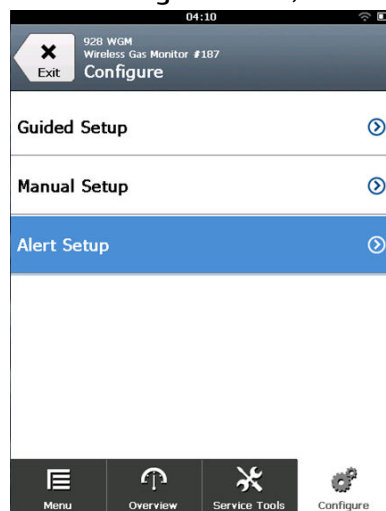 04:10
928 WGM
Wireless Gas Monitor #187
Configure
Exit
Guided Setup
Manual Setup
Alert Setup
Menu
Overview
Service Tools
Configure